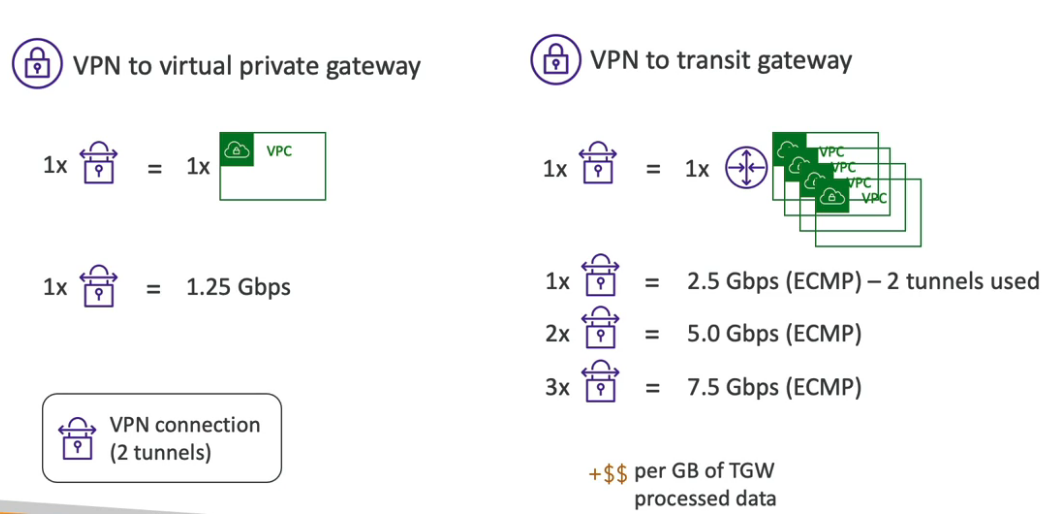 VPN to virtual private gateway
1x = 1x VPC
1x = 1.25 Gbps
VPN connection
(2 tunnels)
VPN to transit gateway
1x = 1x VPC
VPC
VPC
VPC
1x = 2.5 Gbps (ECMP) – 2 tunnels used
2x = 5.0 Gbps (ECMP)
3x = 7.5 Gbps (ECMP)
+$$ per GB of TGW
processed data